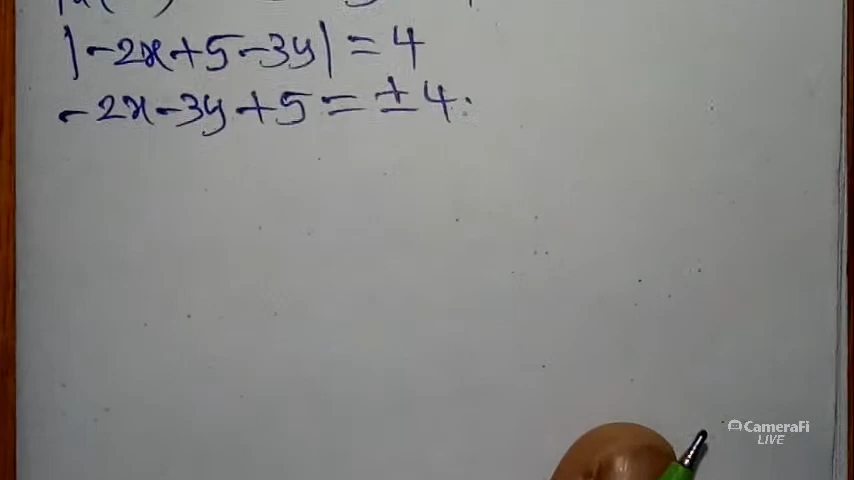 |-2x+5-3y| = 4
-2x-3y+5 = ±4.
CameraFi
LIVE